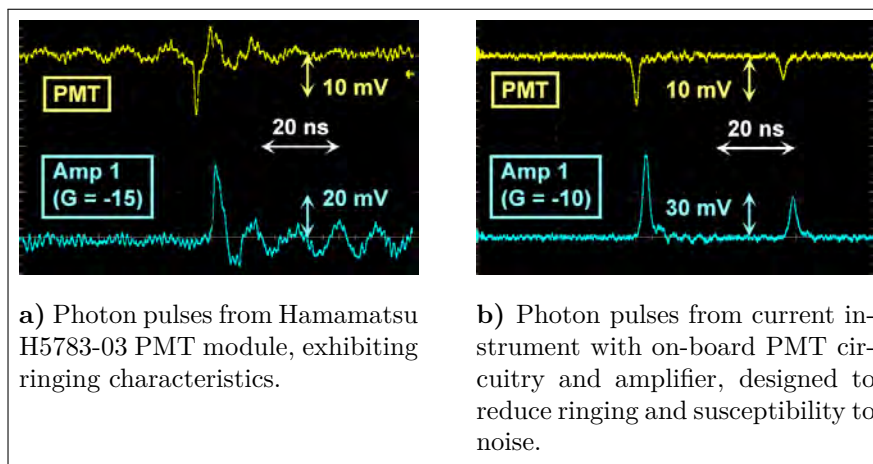 PMT
10 mV
20 ns
Amp 1
(G = -15)
20 mV
a) Photon pulses from Hamamatsu
H5783-03 PMT module, exhibiting
ringing characteristics.
PMT
10 mV
20 ns
Amp 1
(G = -10)
30 mV
b) Photon pulses from current in-
strument with on-board PMT cir-
cuitry and amplifier, designed to
reduce ringing and susceptibility to
noise.